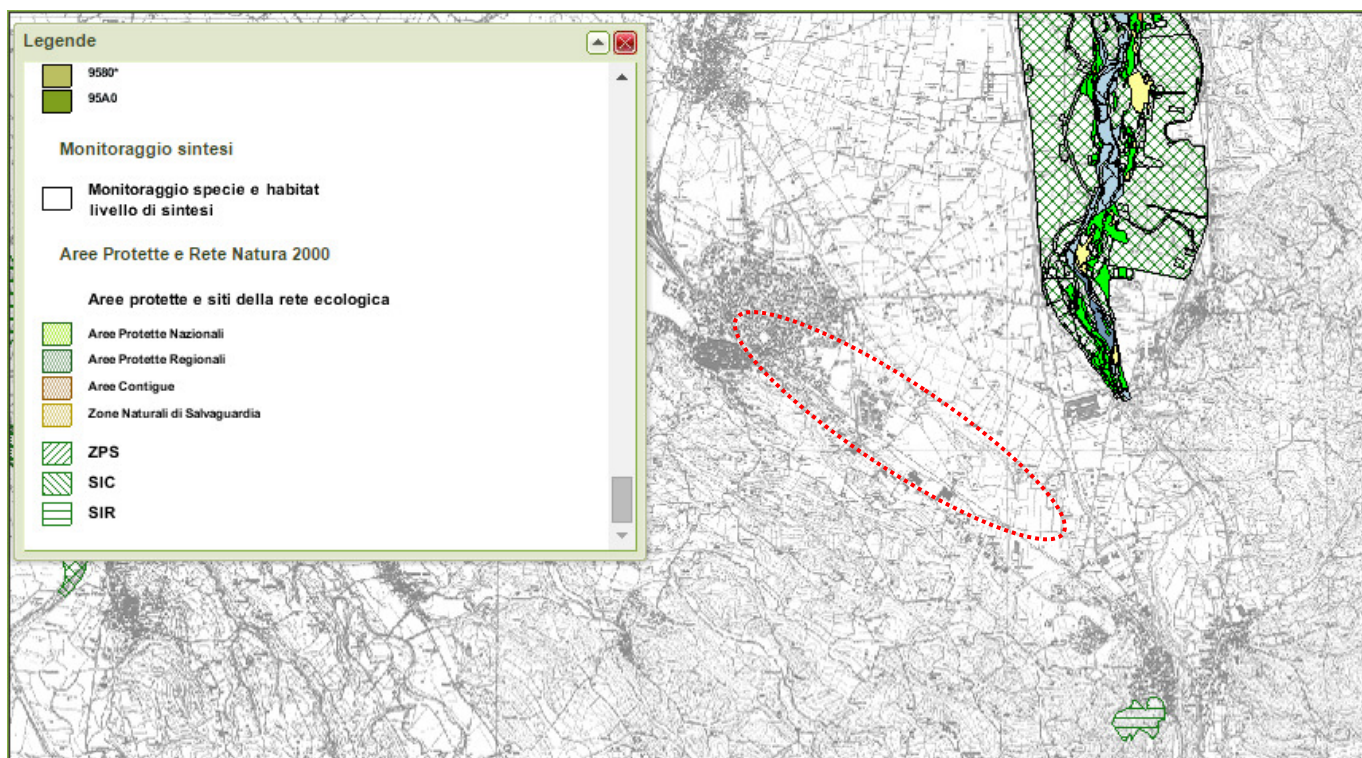 Legende
9580*
95A0
Monitoraggio sintesi
Monitoraggio specie e habitat
livello di sintesi
Aree Protette e Rete Natura 2000
Aree protette e siti della rete ecologica
Aree Protette Nazionali
Aree Protette Regionali
Aree Contigue
Zone Naturali di Salvaguardia
ZPS
SIC
SIR